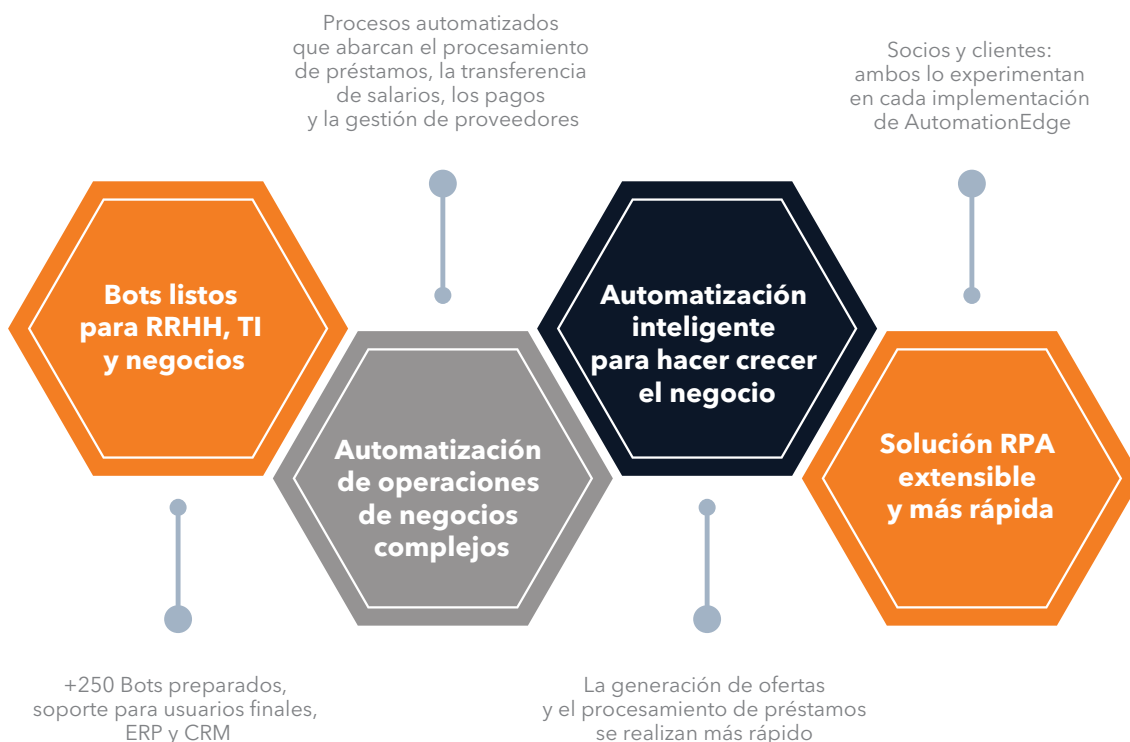 Procesos automatizados
que abarcan el procesamiento
de préstamos, la transferencia
de salarios, los pagos
y la gestión de proveedores
Socios y clientes:
ambos lo experimentan
en cada implementación
de AutomationEdge
Bots listos
para RRHH, TI
y negocios
Automatización
de operaciones
de negocios
complejos
Automatización
inteligente
para hacer crecer
el negocio
Solución RPA
extensible
y más rápida
+250 Bots preparados,
soporte para usuarios finales,
ERP y CRM
La generación de ofertas
y el procesamiento de préstamos
se realizan más rápido